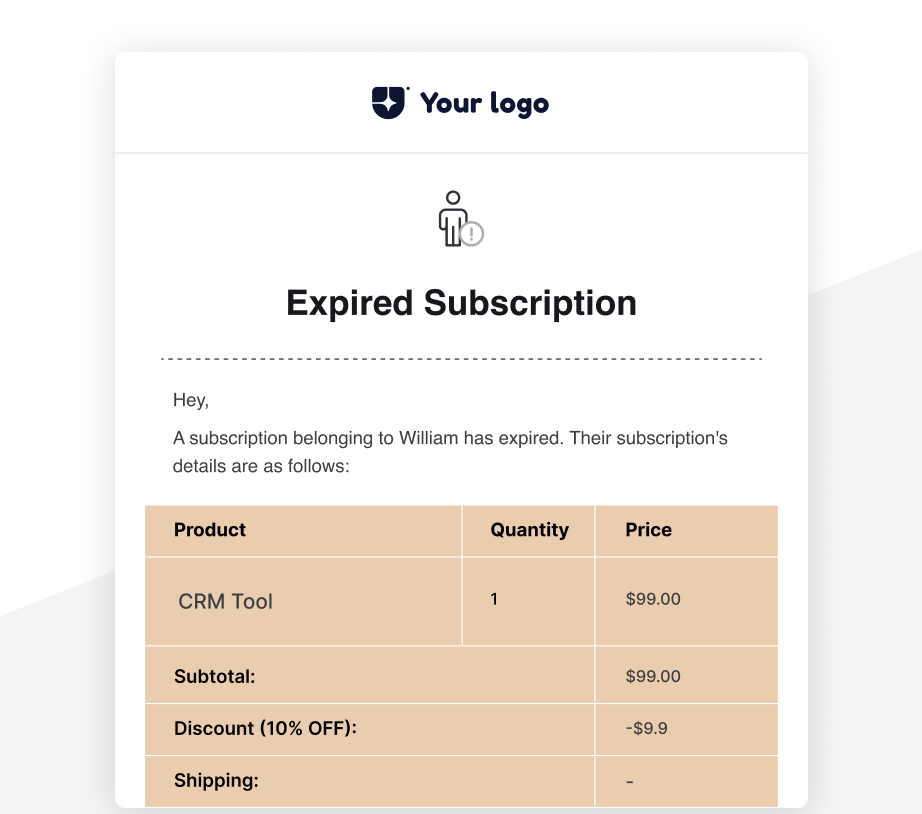 Your logo
Expired Subscription
Hey,
A subscription belonging to William has expired. Their subscription's
details are as follows:
Product Quantity Price
CRM Tool 1 $99.00
Subtotal: $99.00
Discount (10% OFF): -$9.9
Shipping: -